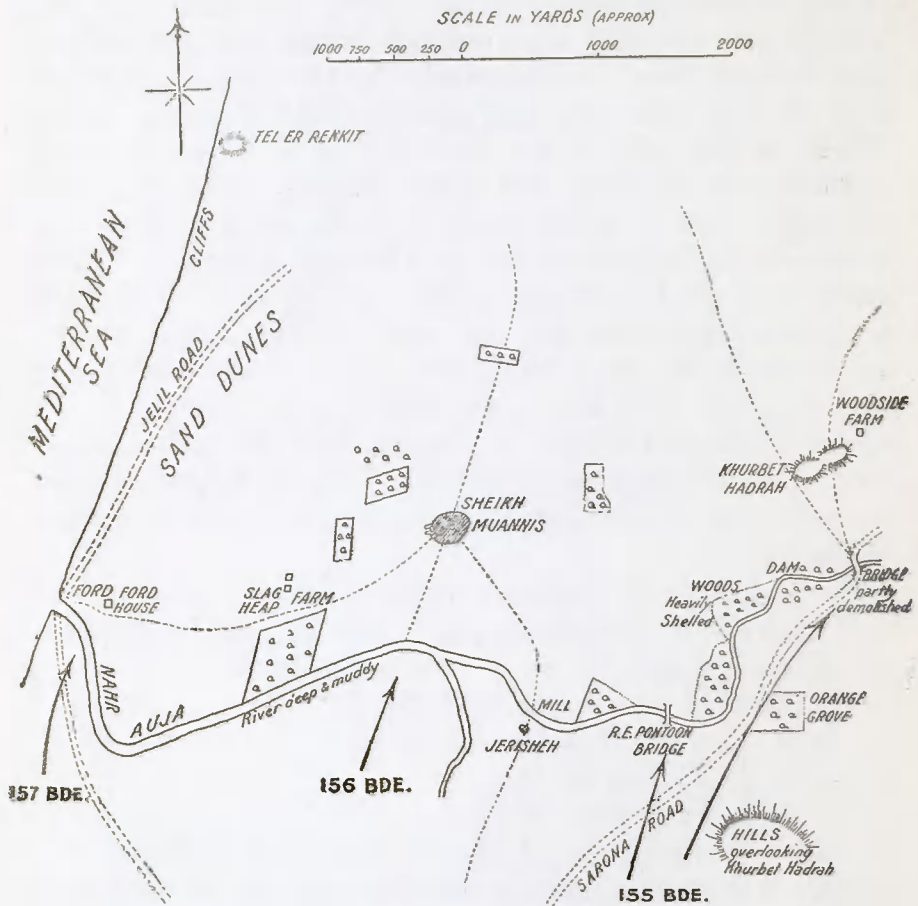 SCALE IN YARDS (APPROX)
1000 750 500 250 0 1000 2000
TEL ER REKKIT
CLIFFS
MEDITERRANEAN
SEA
JELIL ROAD
SAND DUNES
WOODSIDE
FARM
KHURBET
HADRAH
SHEIKH
MUANNIS
FORD
FORD
HOUSE
SLAG
HEAP
FARM
WOODS
Heavily
Shelled
DAM
BRIDGE
partly
demolished
NAHR
AUJA
River deep & muddy
MILL
JERISHEH
R.E. PONTOON
BRIDGE
ORANGE
GROVE
157 BDE.
156 BDE.
SARONA ROAD
HILLS
overlooking
Khurbet Hadrah
155 BDE.